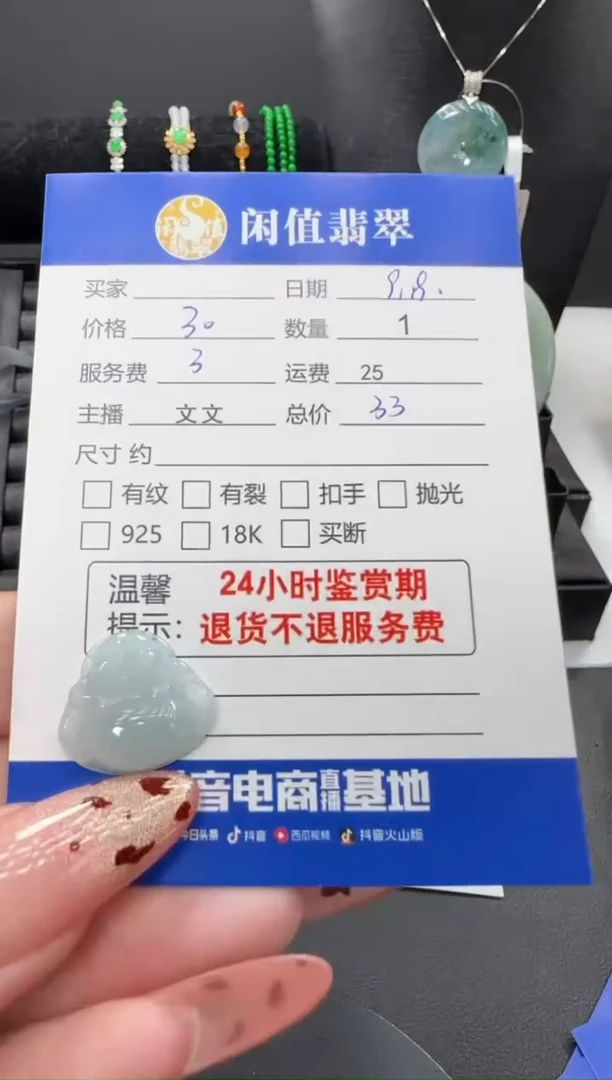 闲值翡翠
买家 日期 9.8.
价格 30 数量 1
服务费 3 运费 25
主播 文文 总价 33
尺寸 约
有纹 有裂 扣手 抛光
925 18K 买断
温馨 24小时鉴赏期
提示: 退货不退服务费
音电商直播基地
今日头条 抖音 西瓜视频 抖音火山版